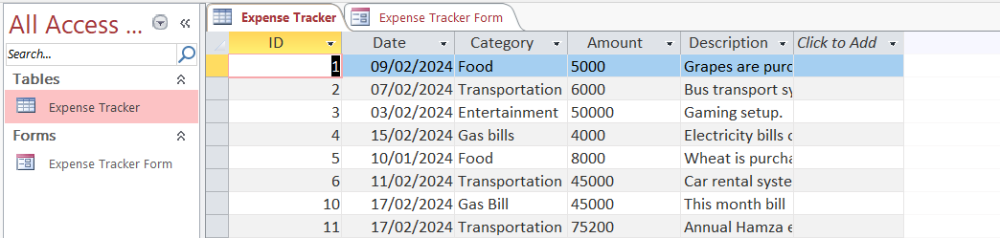 All Access ...
Search...
Tables
Expense Tracker
Forms
Expense Tracker Form
Expense Tracker Expense Tracker Form
ID Date Category Amount Description Click to Add
1 09/02/2024 Food 5000 Grapes are purc
2 07/02/2024 Transportation 6000 Bus transport sy
3 03/02/2024 Entertainment 50000 Gaming setup.
4 15/02/2024 Gas bills 4000 Electricity bills c
5 10/01/2024 Food 8000 Wheat is purcha
6 11/02/2024 Transportation 45000 Car rental syste
10 17/02/2024 Gas Bill 45000 This month bill
11 17/02/2024 Transportation 75200 Annual Hamza e